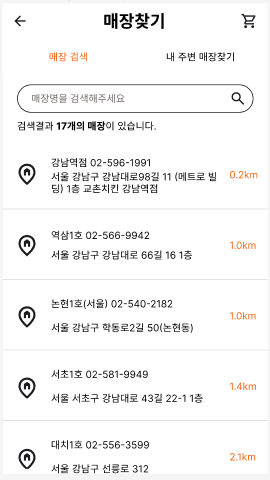 매장찾기
매장 검색
내 주변 매장찾기
매장명을 검색해주세요
검색결과 17개의 매장이 있습니다.
강남역점 02-596-1991
서울 강남구 강남대로98길 11 (메트로 빌
딩) 1층 교촌치킨 강남역점
0.2km
역삼1호 02-566-9942
서울 강남구 강남대로 66길 16 1층
1.0km
논현1호(서울) 02-540-2182
서울 강남구 학동로2길 50(논현동)
1.0km
서초1호 02-581-9949
서울 서초구 강남대로 43길 22-1 1층
1.4km
대치1호 02-556-3599
서울 강남구 선릉로 312
2.1km